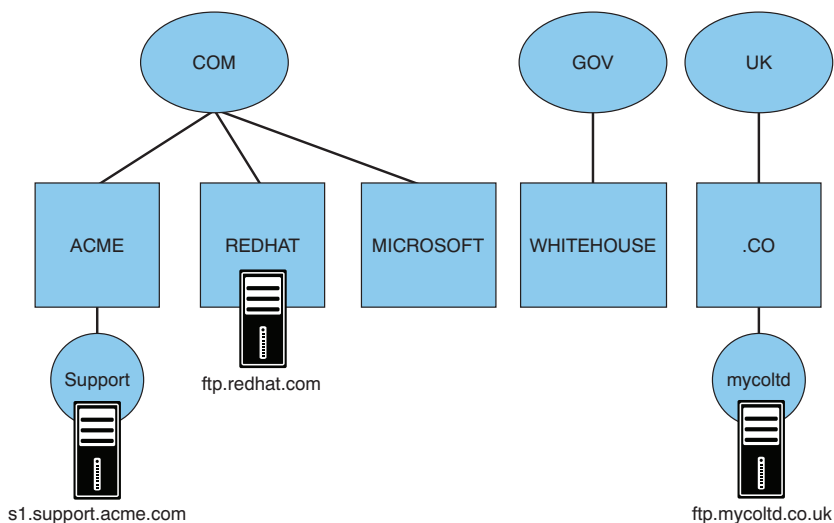 COM
GOV
UK
ACME
REDHAT
MICROSOFT
WHITEHOUSE
.CO
Support
ftp.redhat.com
mycoltd
s1.support.acme.com
ftp.mycoltd.co.uk